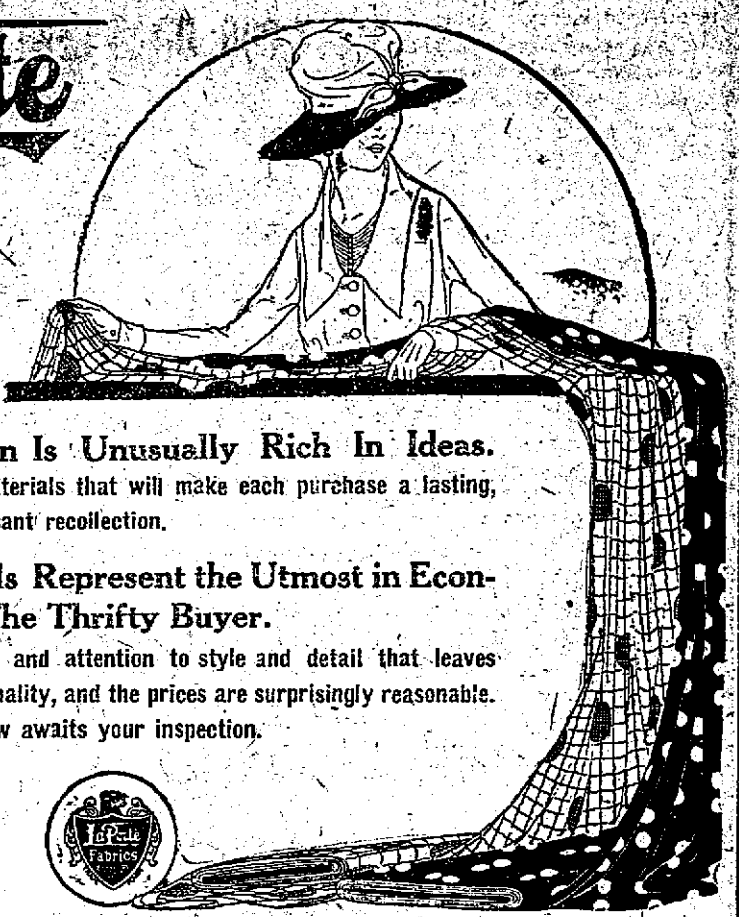 te
n Is Unusually Rich In Ideas.
terials that will make each purchase a lasting,
sant recollection.
ls Represent the Utmost in Econ-
he Thrifty Buyer.
and attention to style and detail that leaves
nality, and the prices are surprisingly reasonable.
w awaits your inspection.
La Porte
Fabrics